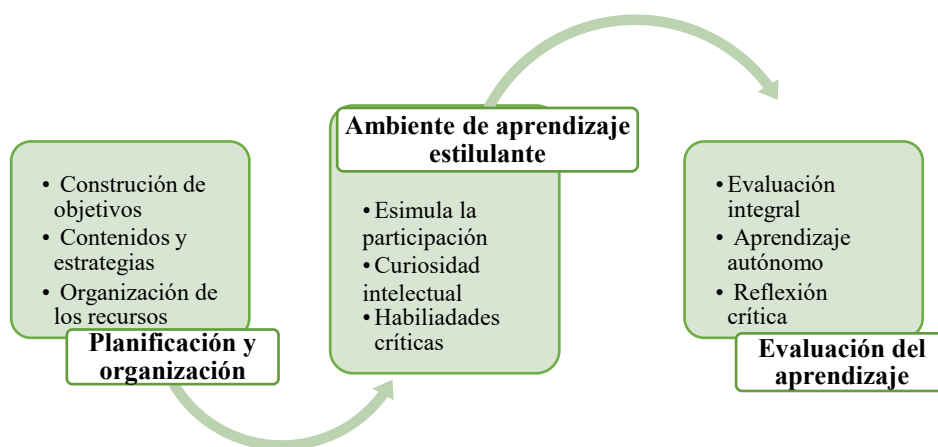 • Construción de
objetivos
• Contenidos y
estrategias
• Organización de
los recursos
Planificación y
organización
Ambiente de aprendizaje
estilulante
• Esimula la
participación
• Curiosidad
intelectual
• Habiliadades
críticas
• Evaluación
integral
• Aprendizaje
autónomo
• Reflexión
crítica
Evaluación del
aprendizaje